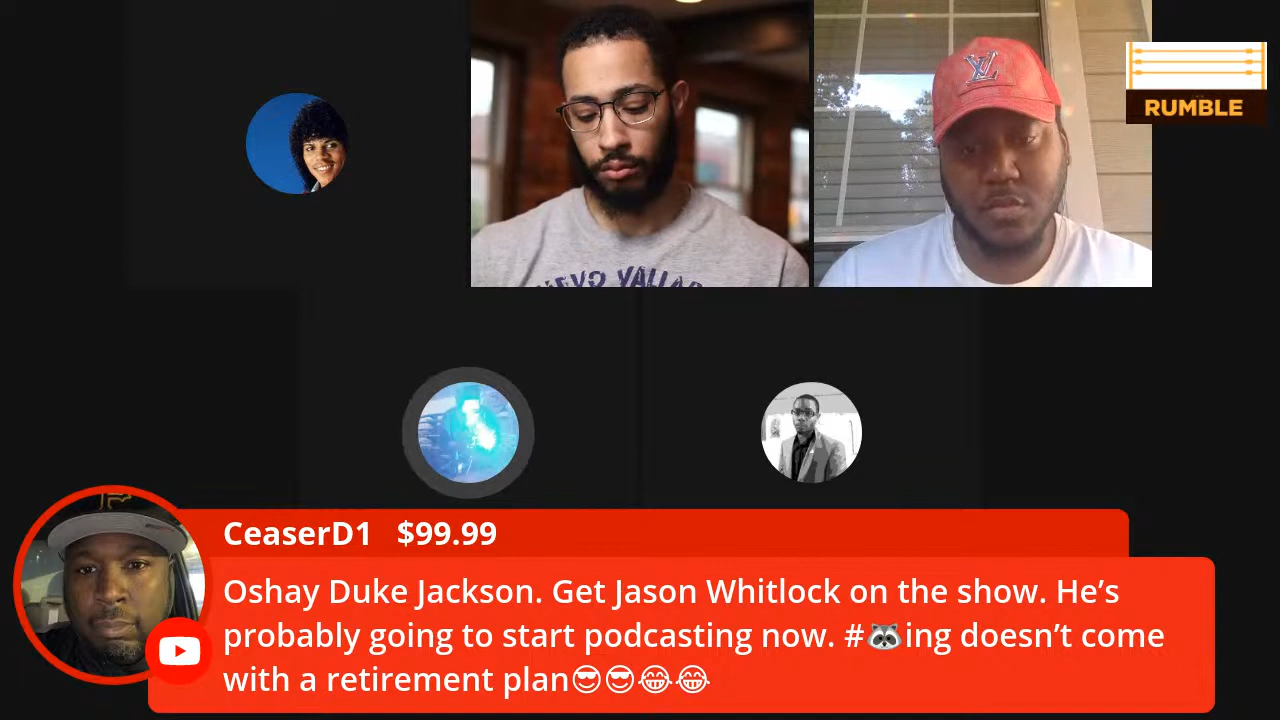 RUMBLE
CeaserD1 $99.99
Oshay Duke Jackson. Get Jason Whitlock on the show. He’s
probably going to start podcasting now. #🦝ing doesn’t come
with a retirement plan😎😎😂😂